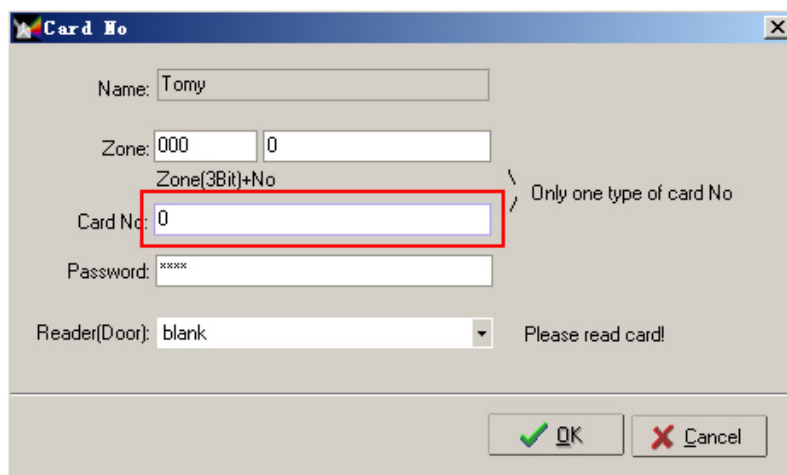 Card No
Name: Tomy
Zone: 000 0
Zone(3Bit)+No
Only one type of card No
Card No: 0
Password: ****
Reader(Door): blank
Please read card!
OK Cancel